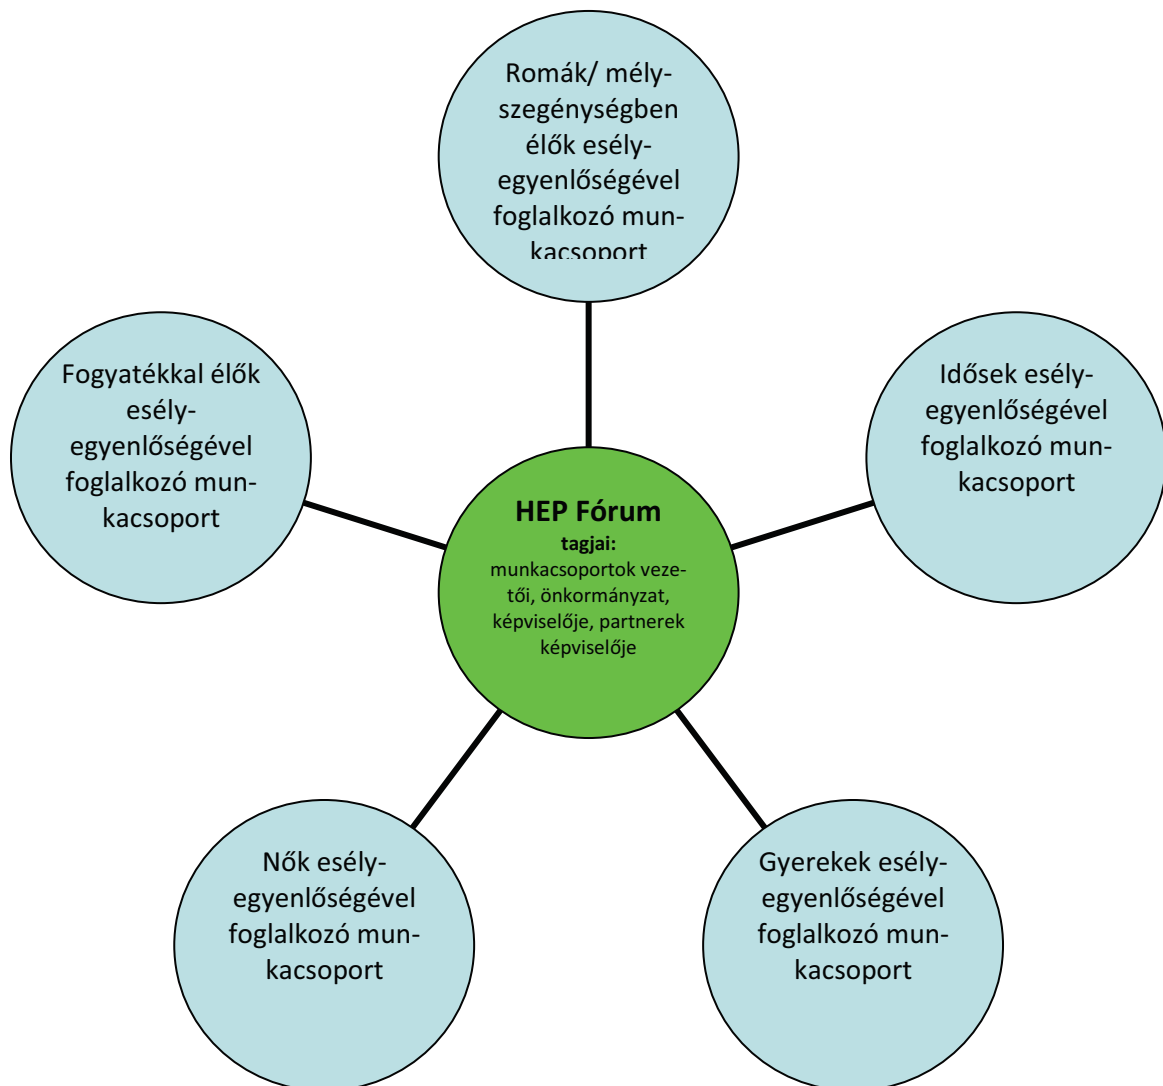 Romák/ mély-
szegénységben
élők esély-
egyenlőségével
foglalkozó mun-
kacsoport
Fogyatékkal élők
esély-
egyenlőségével
foglalkozó mun-
kacsoport
Idősek esély-
egyenlőségével
foglalkozó mun-
kacsoport
HEP Fórum
tagjai:
munkacsoportok veze-
tői, önkormányzat,
képviselője, partnerek
képviselője
Nők esély-
egyenlőségével
foglalkozó mun-
kacsoport
Gyerekek esély-
egyenlőségével
foglalkozó mun-
kacsoport